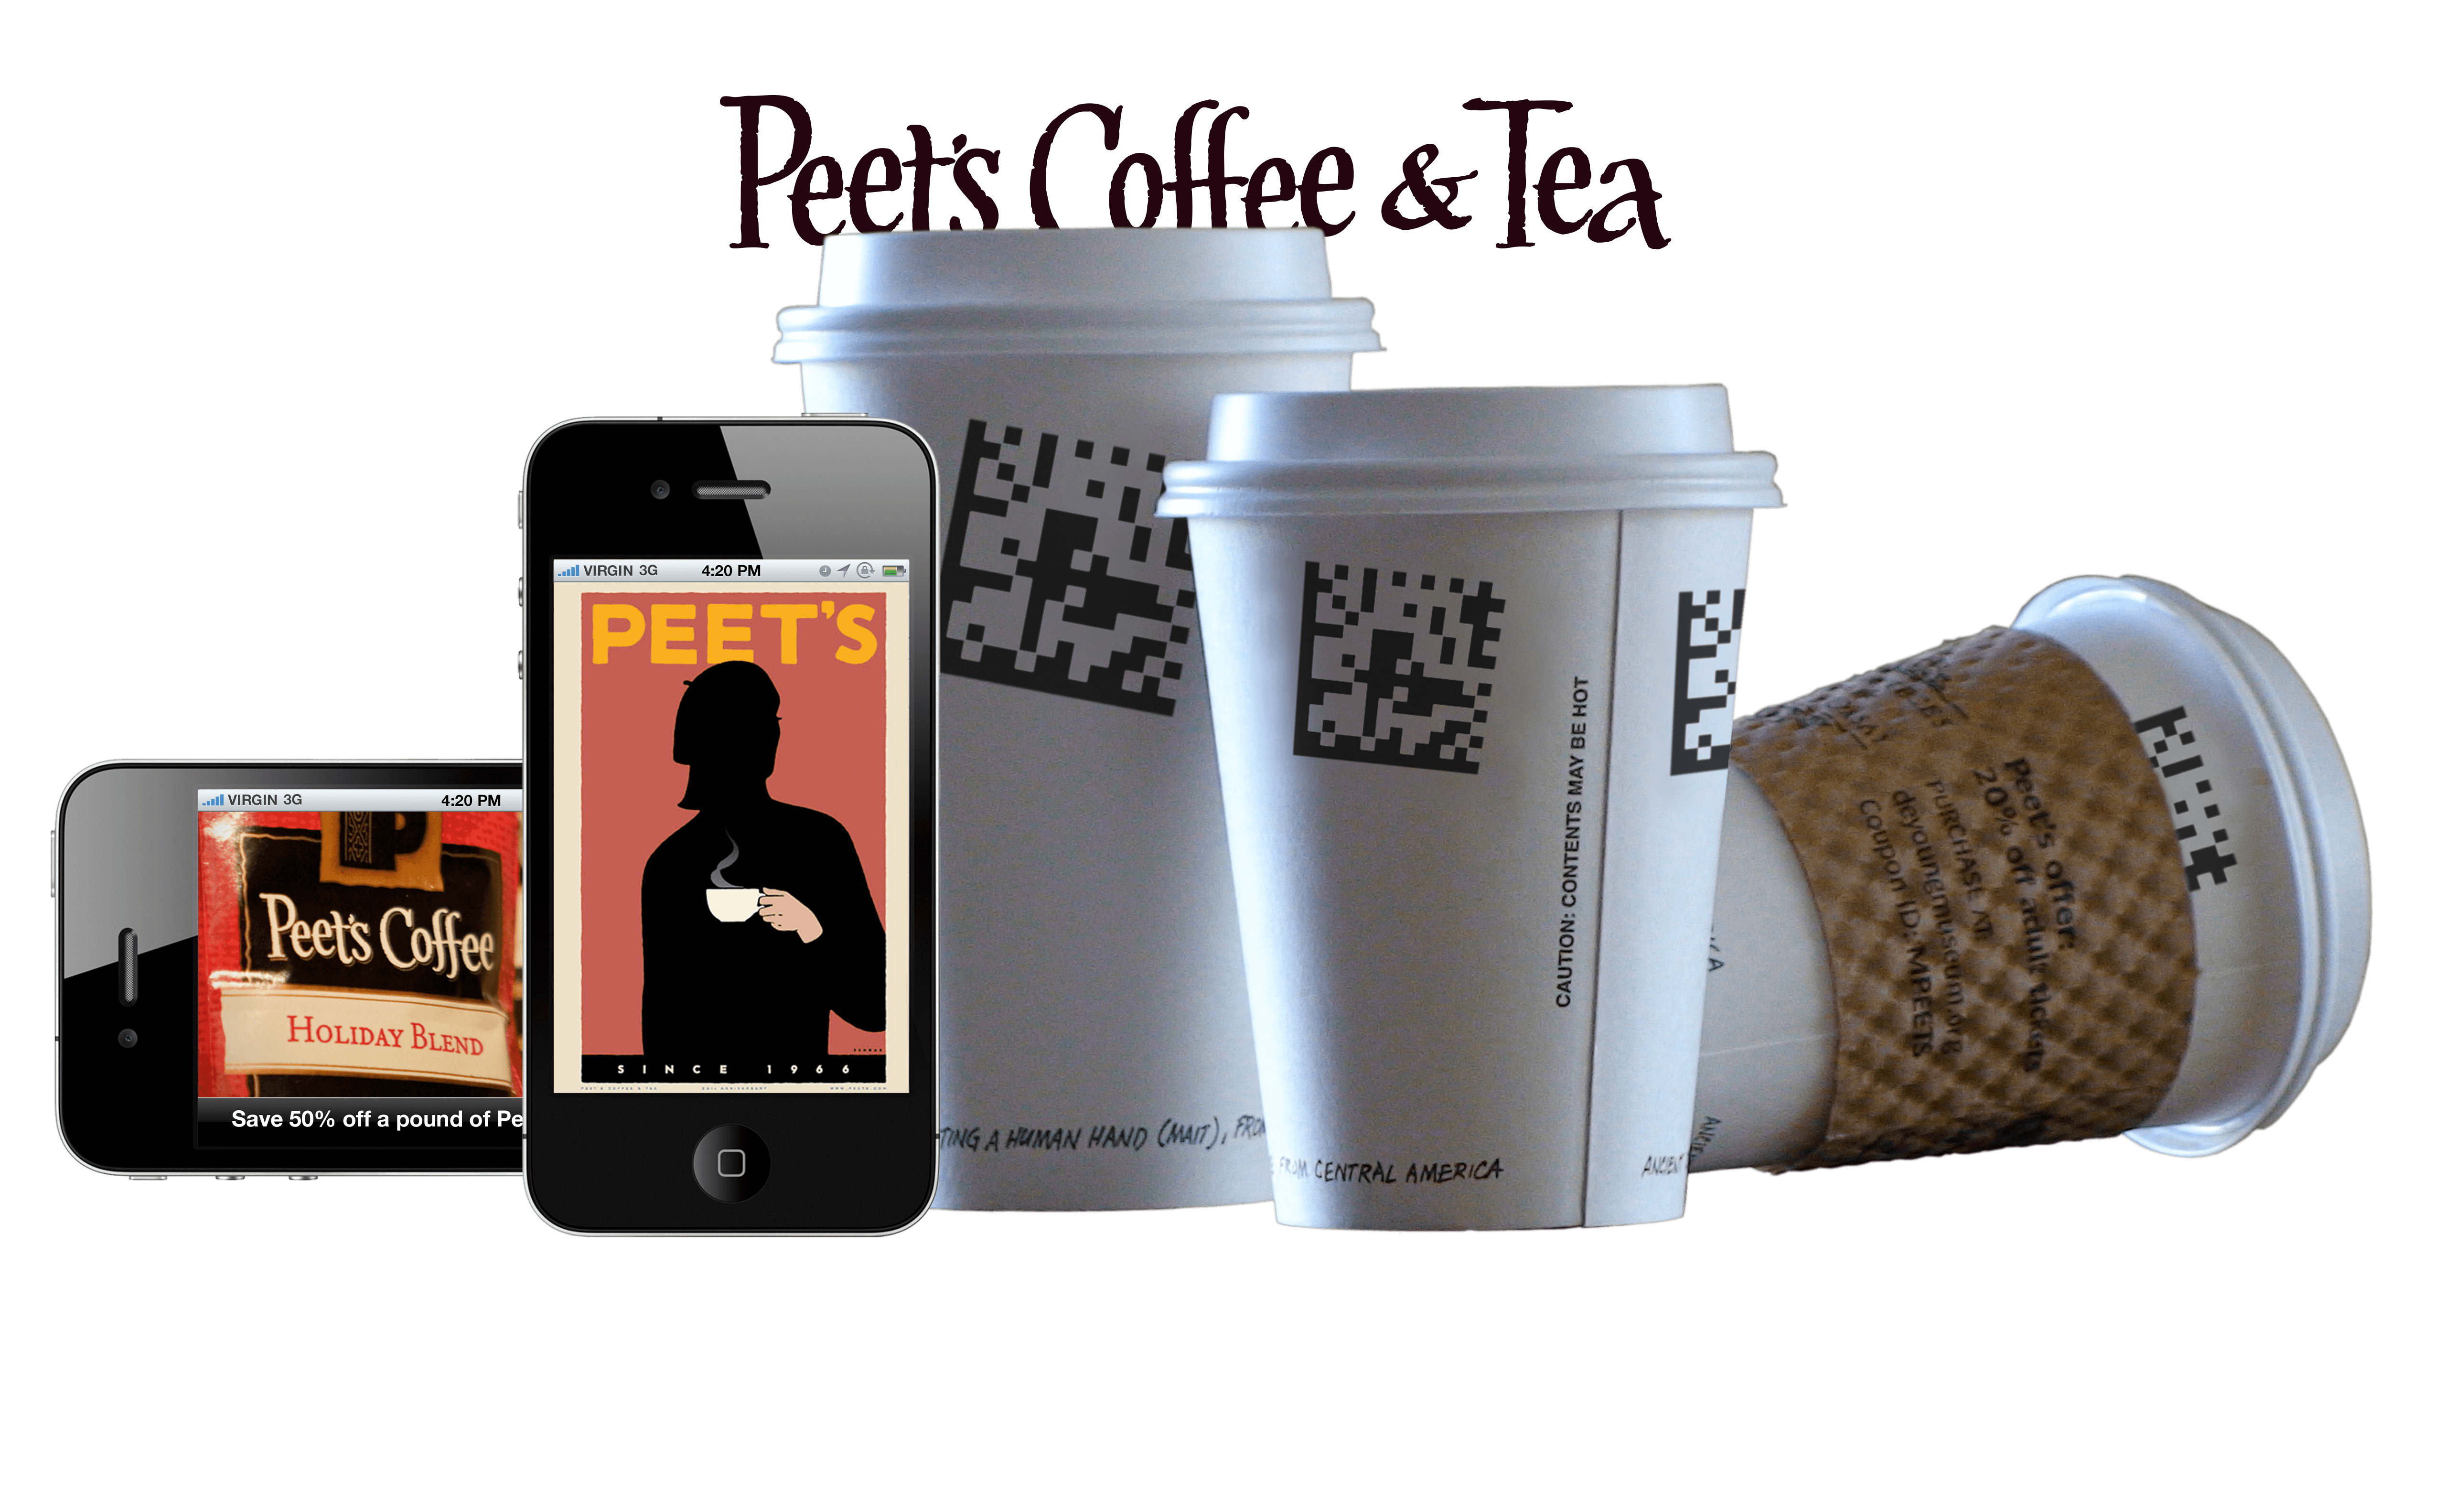 Peet's Coffee & Tea
VIRGIN 3G 4:20 PM
Peet's Coffee
HOLIDAY BLEND
Save 50% off a pound of Pe
VIRGIN 3G 4:20 PM
PEET'S
SINCE 1966
TING A HUMAN HAND (MAIT), FRO
FROM CENTRAL AMERICA
CAUTION: CONTENTS MAY BE HOT
ANCIENT
Peet's offer:
20% off adult tickets
PURCHASE AT:
deyoungmuseum.org
Coupon ID: MPEETS